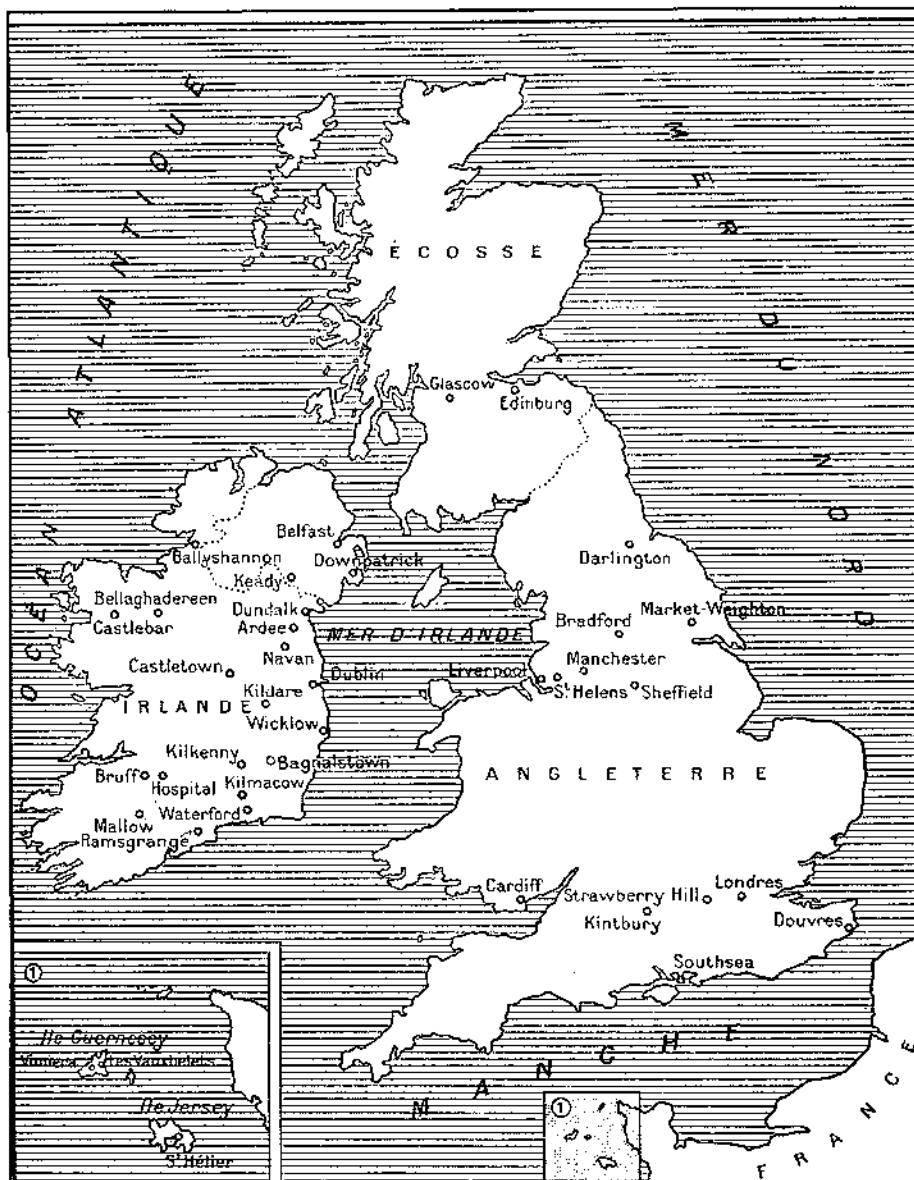 OCÉAN ATLANTIQUE
MER DU NORD
ÉCOSSE
Glascow
Edinburg
Belfast
Ballyshannon
Downpatrick
Keady
Darlington
Bellaghadereen
Castlebar
Dundalk
Ardee
MER D'IRLANDE
Bradford
Market-Weighton
Navan
Castletown
Dublin
Liverpool
Manchester
St Helens
Sheffield
Kildare
IRLANDE
Wicklow
Kilkenny
Bagnalstown
ANGLETERRE
Bruff
Hospital
Kilmacow
Mallow
Waterford
Ramsgrange
Cardiff
Strawberry Hill
Londres
Kintbury
Douvres
Southsea
①
Ile Guernesey
Les Vauxbelets
Ile Jersey
St Hélier
MANCHE
①
FRANCE